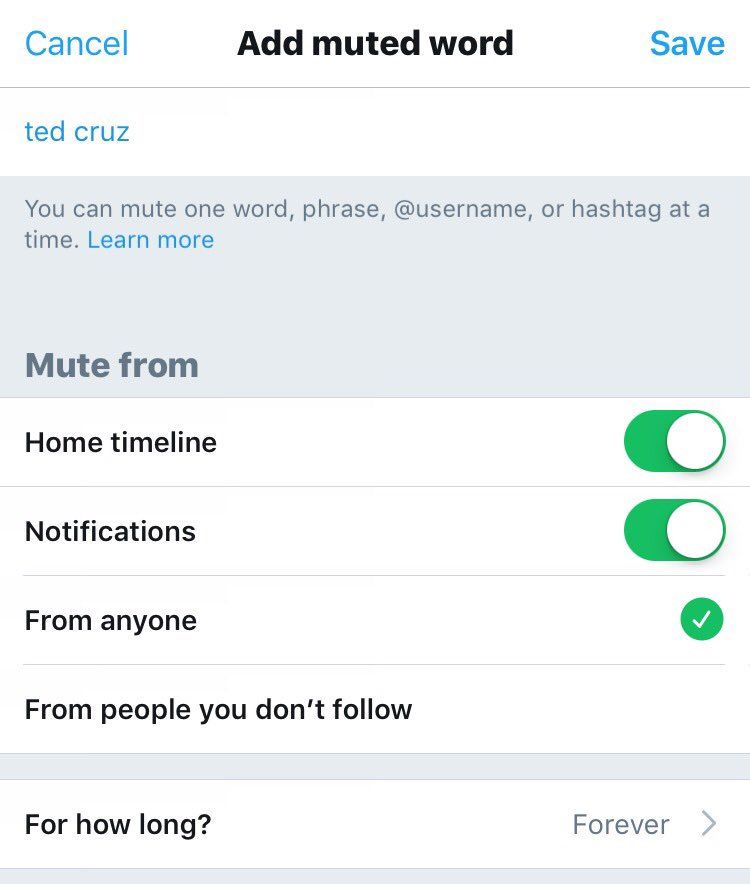 Cancel Add muted word Save
ted cruz
You can mute one word, phrase, @username, or hashtag at a
time. Learn more
Mute from
Home timeline
Notifications
From anyone
From people you don’t follow
For how long? Forever